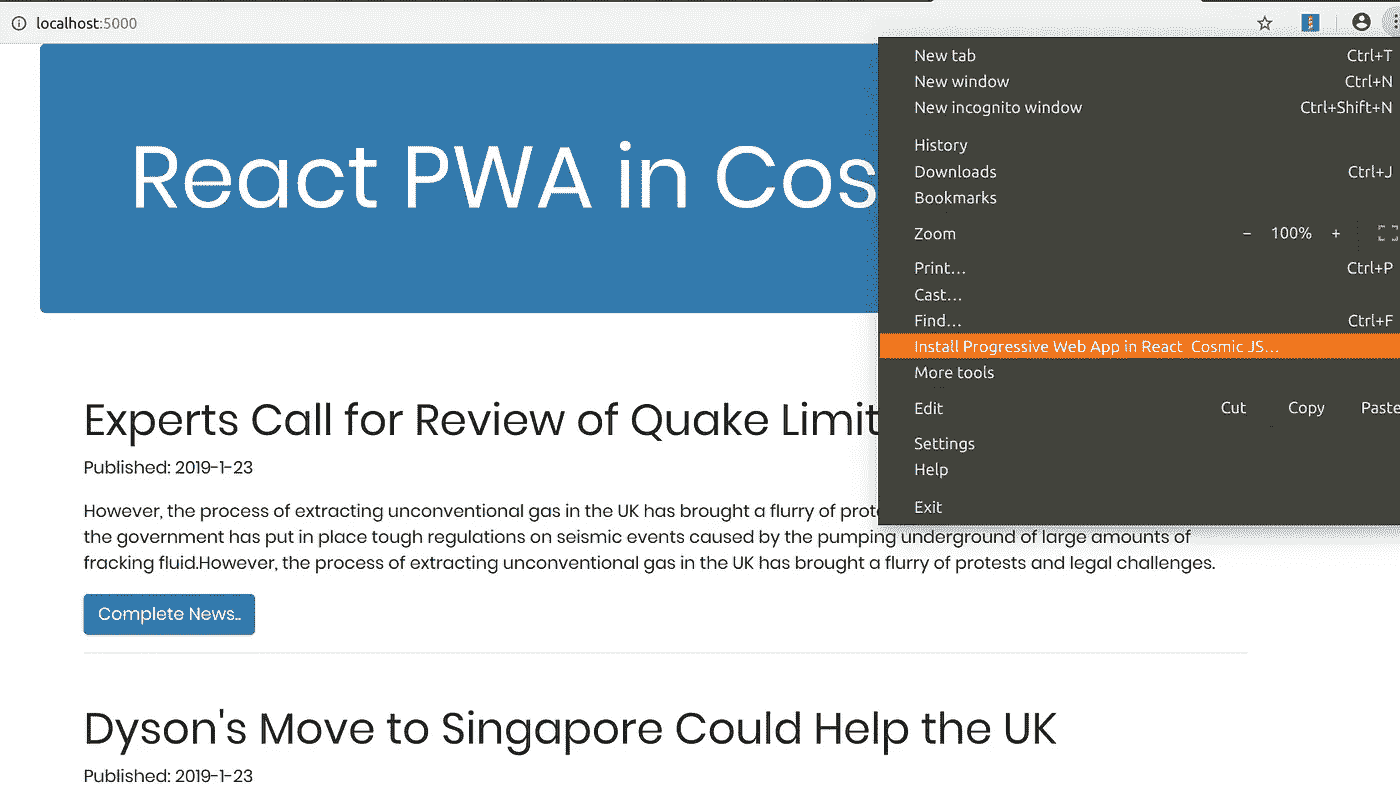 localhost:5000
React PWA in Cos
New tab Ctrl+T
New window Ctrl+N
New incognito window Ctrl+Shift+N
History
Downloads Ctrl+J
Bookmarks
Zoom − 100% +
Print… Ctrl+P
Cast…
Find… Ctrl+F
Install Progressive Web App in React Cosmic JS…
More tools
Edit Cut Copy Paste
Settings
Help
Exit
Experts Call for Review of Quake Limit
Published: 2019-1-23
However, the process of extracting unconventional gas in the UK has brought a flurry of prote
the government has put in place tough regulations on seismic events caused by the pumping underground of large amounts of
fracking fluid.However, the process of extracting unconventional gas in the UK has brought a flurry of protests and legal challenges.
Complete News..
Dyson's Move to Singapore Could Help the UK
Published: 2019-1-23